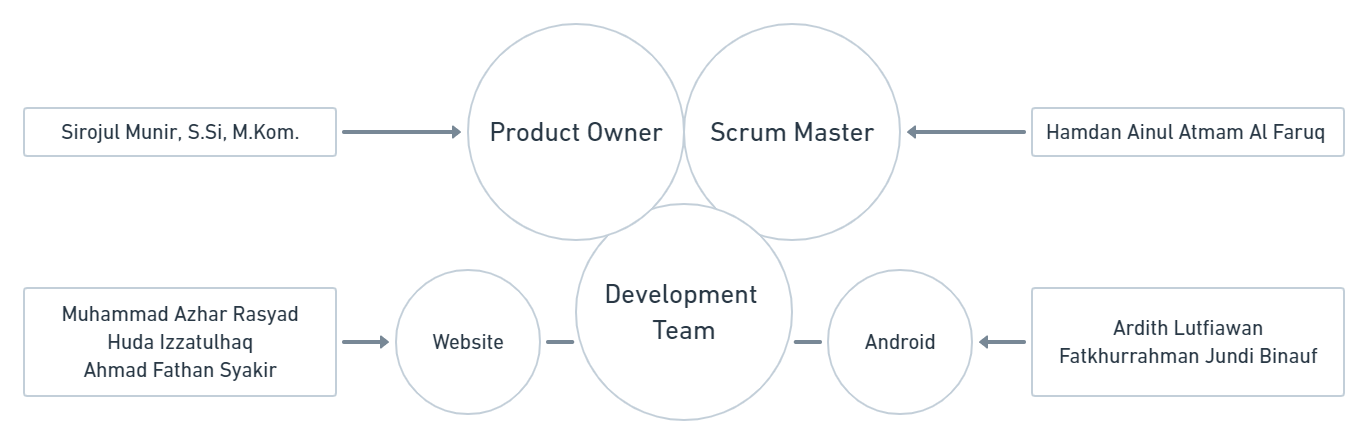 Sirojul Munir, S.Si, M.Kom.
Product Owner
Scrum Master
Hamdan Ainul Atmam Al Faruq
Muhammad Azhar Rasyad
Huda Izzatulhaq
Ahmad Fathan Syakir
Website
Development
Team
Android
Ardith Lutfiawan
Fatkhurrahman Jundi Binauf